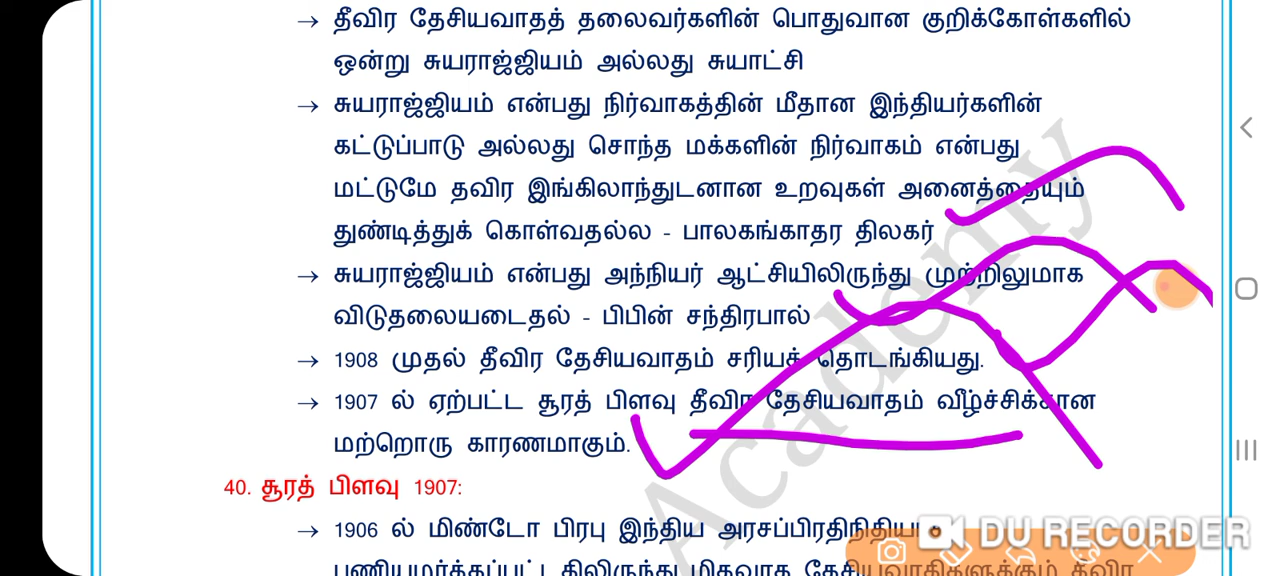 → தீவிர தேசியவாதத் தலைவர்களின் பொதுவான குறிக்கோள்களில்
ஒன்று சுயராஜ்ஜியம் அல்லது சுயாட்சி
→ சுயராஜ்ஜியம் என்பது நிர்வாகத்தின் மீதான இந்தியர்களின்
கட்டுப்பாடு அல்லது சொந்த மக்களின் நிர்வாகம் என்பது
மட்டுமே தவிர இங்கிலாந்துடனான உறவுகள் அனைத்தையும்
துண்டித்துக் கொள்வதல்ல - பாலகங்காதர திலகர்
→ சுயராஜ்ஜியம் என்பது அந்நியர் ஆட்சியிலிருந்து முற்றிலுமாக
விடுதலையடைதல் - பிபின் சந்திரபால்
→ 1908 முதல் தீவிர தேசியவாதம் சரியத் தொடங்கியது.
→ 1907 ல் ஏற்பட்ட சூரத் பிளவு தீவிர தேசியவாதம் வீழ்ச்சிக்கான
மற்றொரு காரணமாகும்.
40. சூரத் பிளவு 1907:
→ 1906 ல் மிண்டோ பிரபு இந்திய
DU RECORDER
Academy